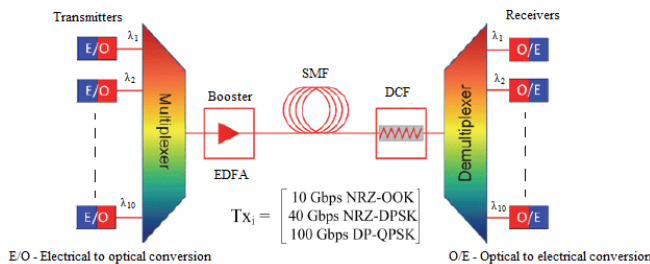 Transmitters
Receivers
E/O λ1
λ1 O/E
E/O λ2
λ2 O/E
Multiplexer
Booster
EDFA
SMF
DCF
Demultiplexer
Txi = 10 Gbps NRZ-OOK
40 Gbps NRZ-DPSK
100 Gbps DP-QPSK
E/O λ10
λ10 O/E
E/O - Electrical to optical conversion
O/E - Optical to electrical conversion